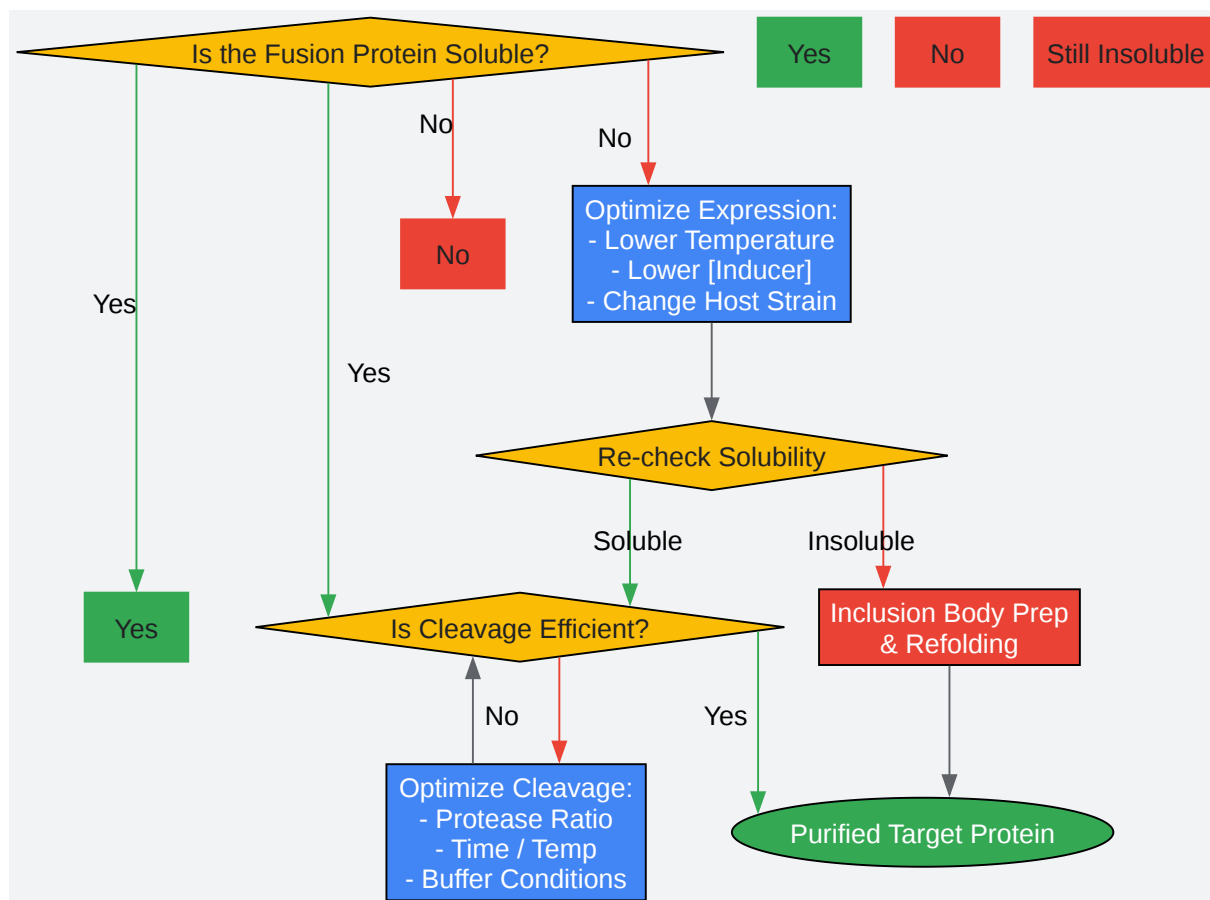 Is the Fusion Protein Soluble?
Yes
No
Still Insoluble
No
No
Optimize Expression:
- Lower Temperature
- Lower [Inducer]
- Change Host Strain
No
Yes
Yes
Re-check Solubility
Soluble
Insoluble
Yes
Is Cleavage Efficient?
Inclusion Body Prep
& Refolding
No
Yes
Optimize Cleavage:
- Protease Ratio
- Time / Temp
- Buffer Conditions
Purified Target Protein